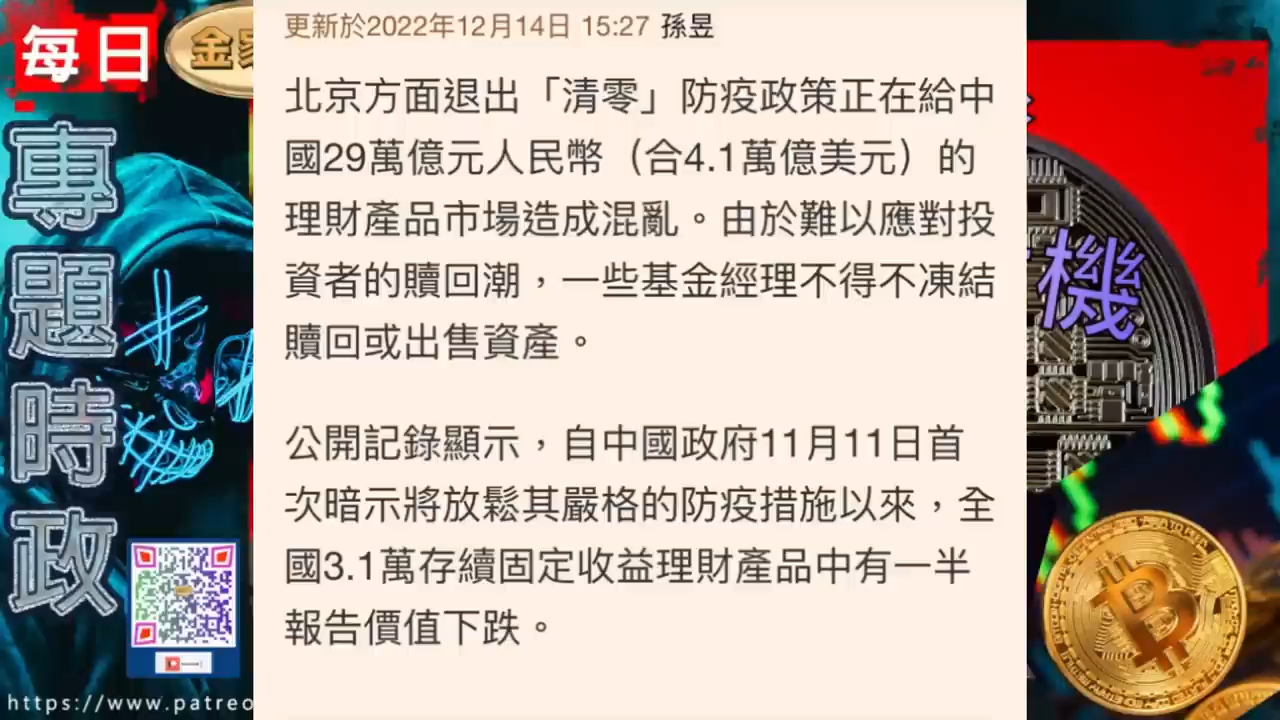 每日
金
專題時政
https://www.patreo
更新於2022年12月14日 15:27 孫昱
北京方面退出「清零」防疫政策正在給中
國29萬億元人民幣（合4.1萬億美元）的
理財產品市場造成混亂。由於難以應對投
資者的贖回潮，一些基金經理不得不凍結
贖回或出售資產。
公開記錄顯示，自中國政府11月11日首
次暗示將放鬆其嚴格的防疫措施以來，全
國3.1萬存續固定收益理財產品中有一半
報告價值下跌。
機